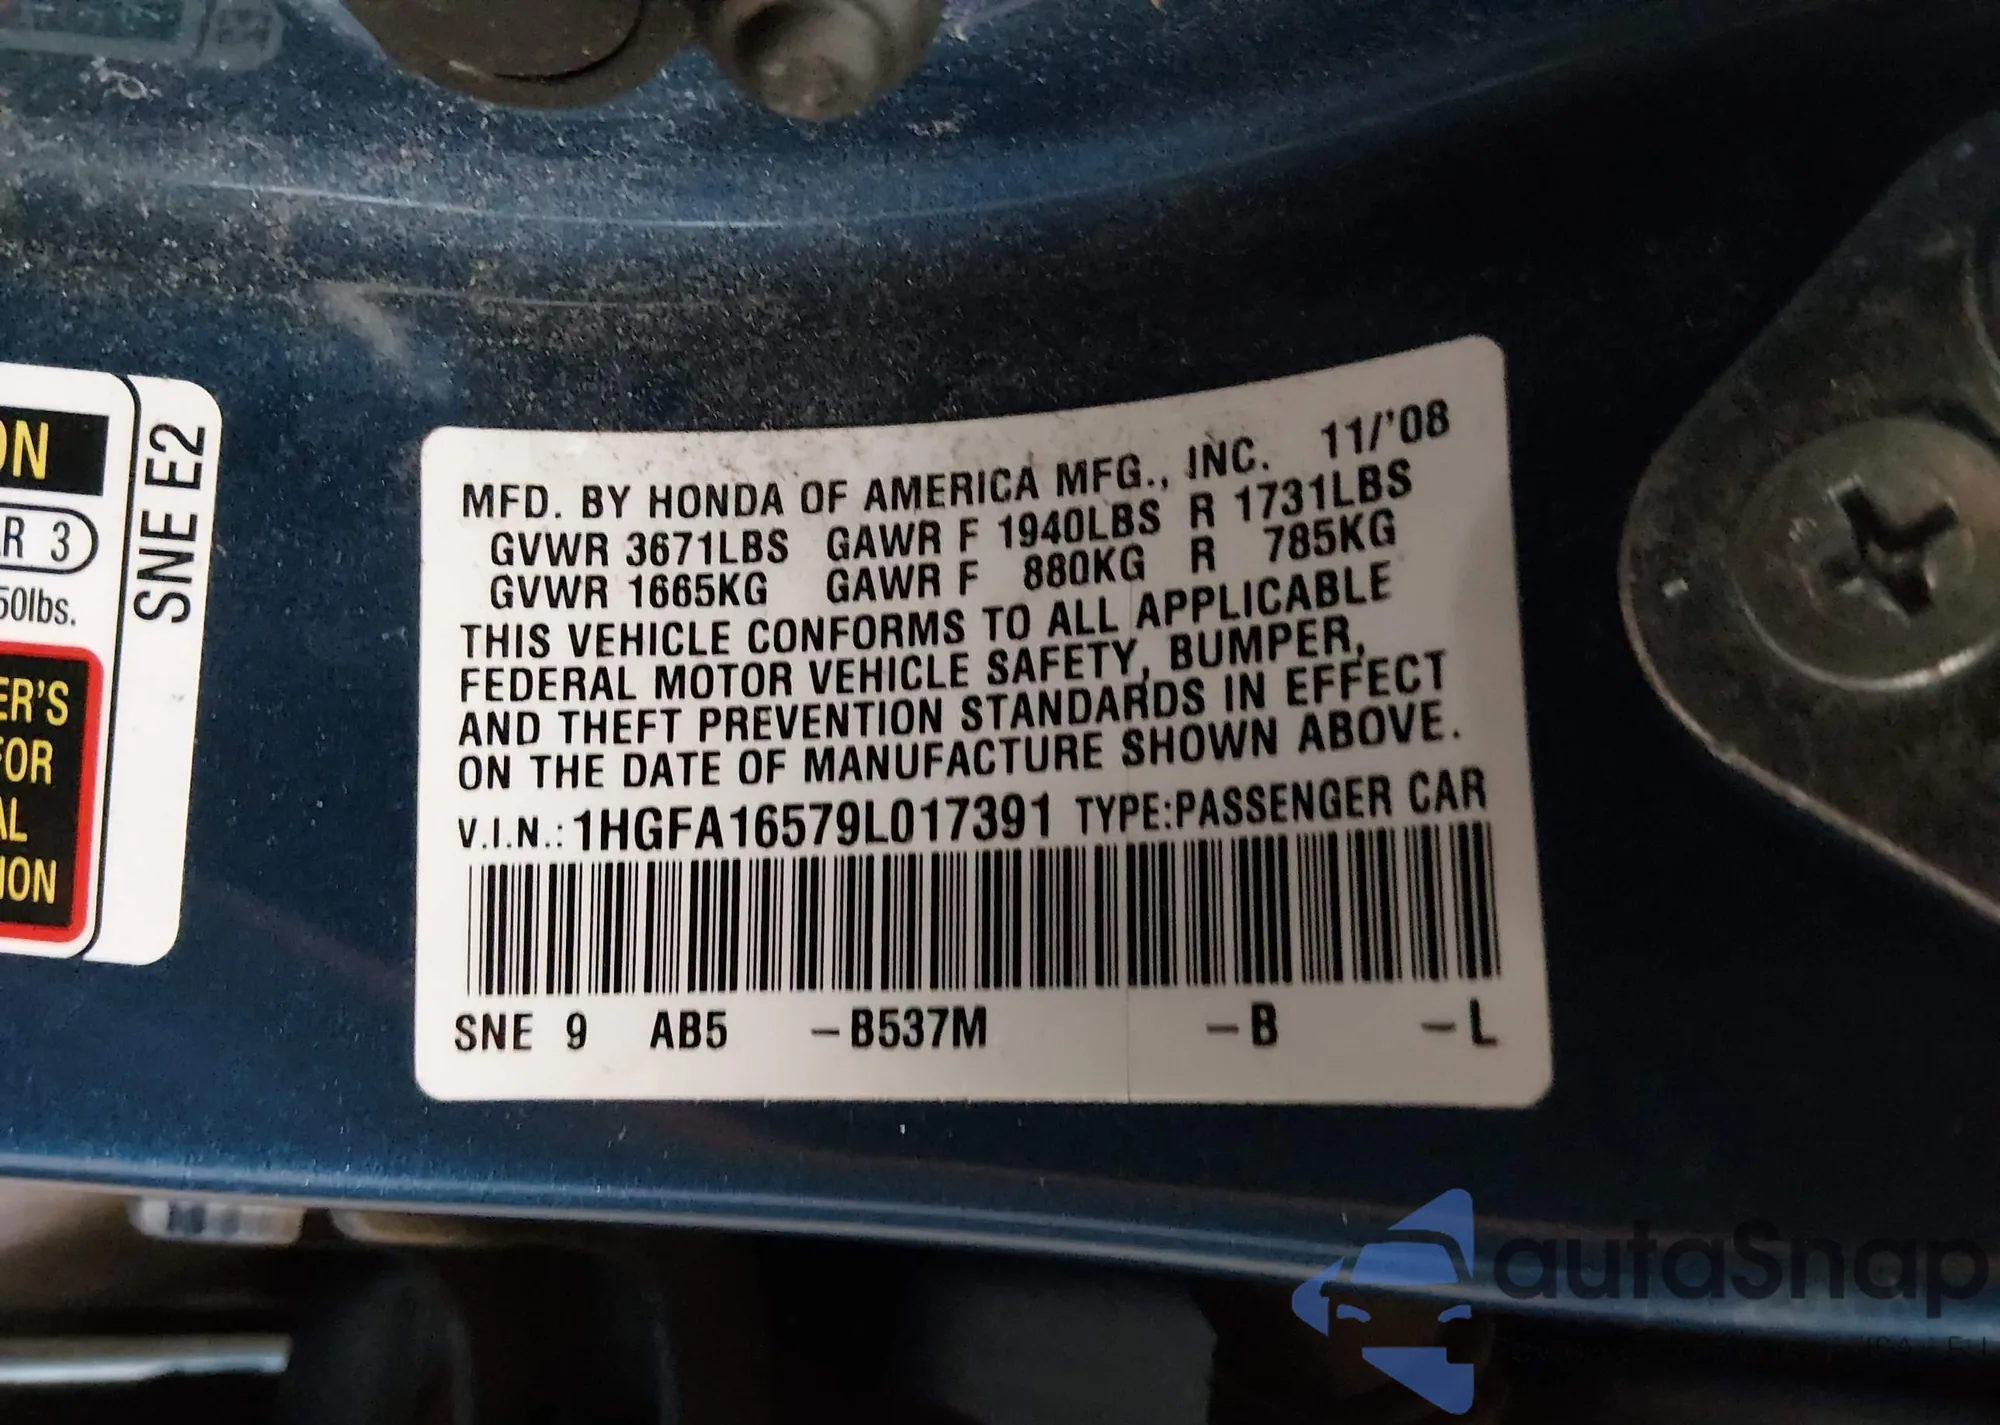 ON
R 3
50lbs.
ER'S
FOR
AL
ION
SNE E2
MFD. BY HONDA OF AMERICA MFG., INC. 11/'08
GVWR 3671LBS GAWR F 1940LBS R 1731LBS
GVWR 1665KG GAWR F 880KG R 785KG
THIS VEHICLE CONFORMS TO ALL APPLICABLE
FEDERAL MOTOR VEHICLE SAFETY, BUMPER,
AND THEFT PREVENTION STANDARDS IN EFFECT
ON THE DATE OF MANUFACTURE SHOWN ABOVE.
V.I.N.: 1HGFA16579L017391 TYPE:PASSENGER CAR
SNE 9 AB5 –B537M –B –L
autaSnap